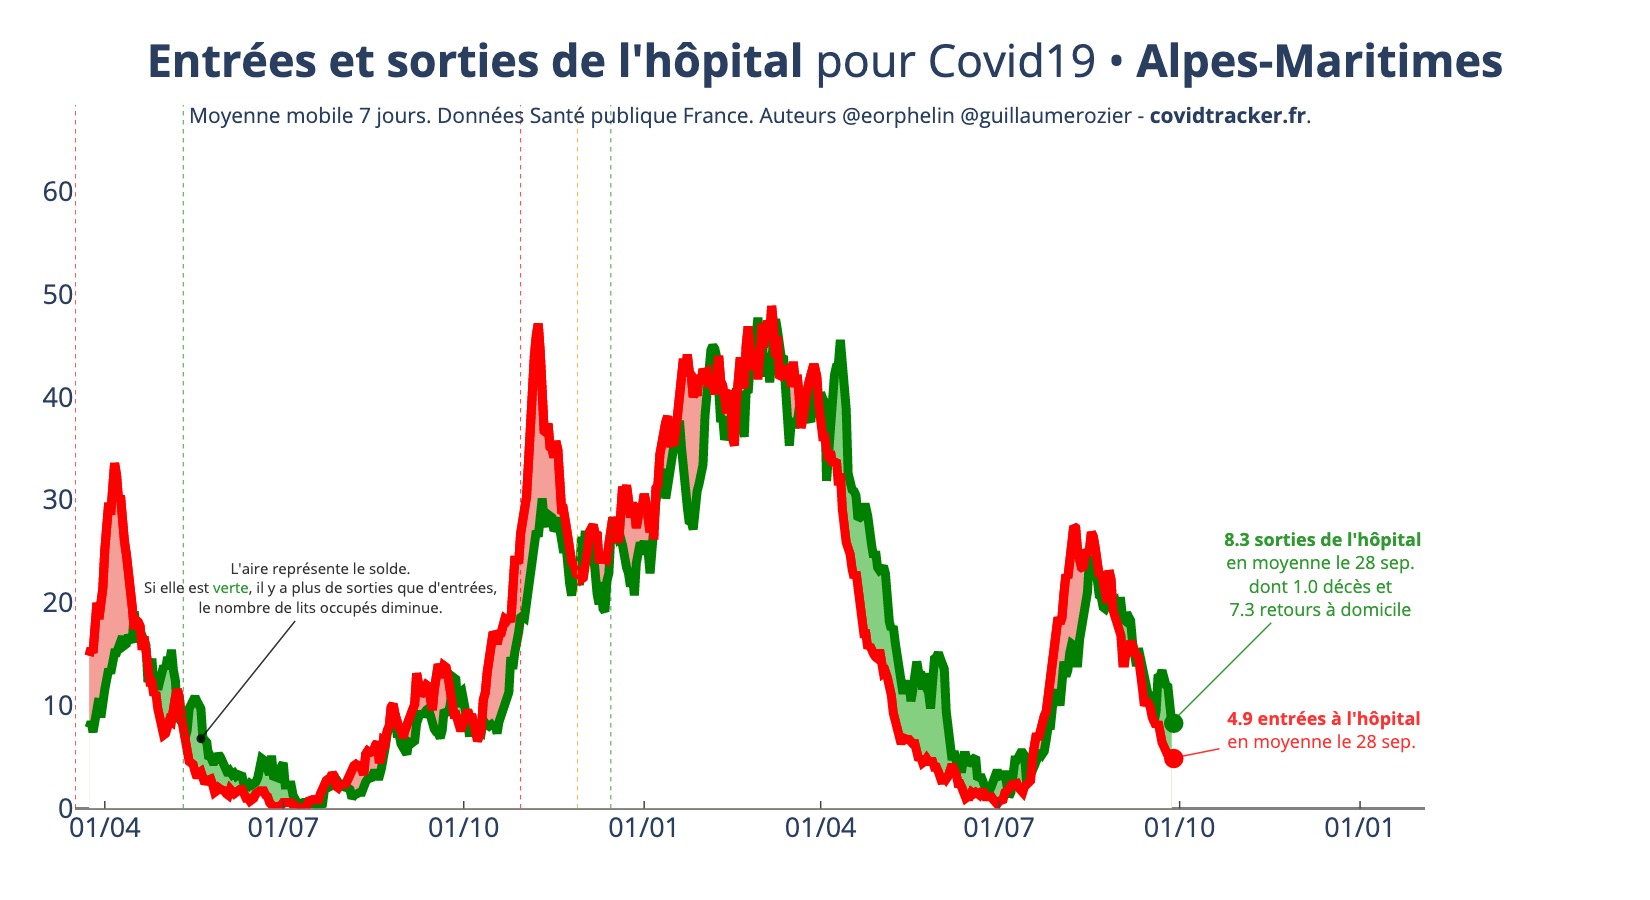 Entrées et sorties de l'hôpital pour Covid19 • Alpes-Maritimes
Moyenne mobile 7 jours. Données Santé publique France. Auteurs @eorphelin @guillaumerozier - covidtracker.fr.
60
50
40
30
20
10
0
L'aire représente le solde.
Si elle est verte, il y a plus de sorties que d'entrées,
le nombre de lits occupés diminue.
8.3 sorties de l'hôpital
en moyenne le 28 sep.
dont 1.0 décès et
7.3 retours à domicile
4.9 entrées à l'hôpital
en moyenne le 28 sep.
01/04 01/07 01/10 01/01 01/04 01/07 01/10 01/01